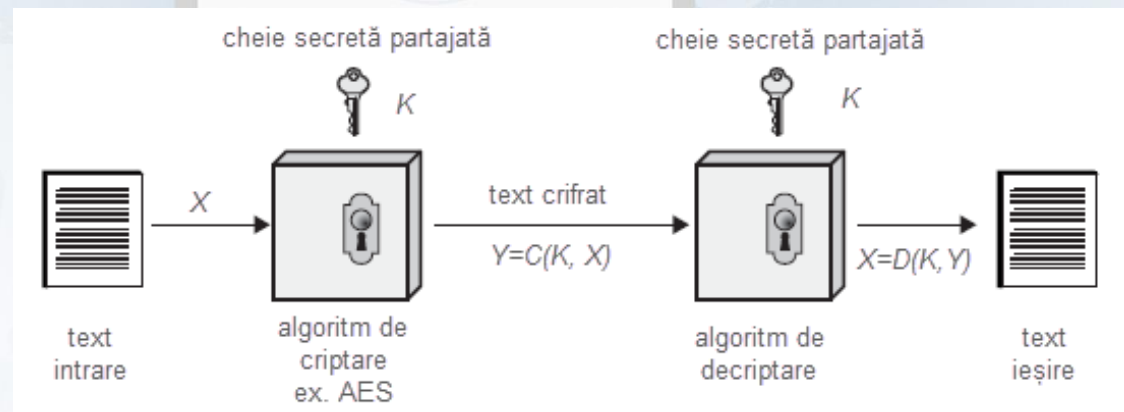 cheie secretă partajată
cheie secretă partajată
K
K
X
text crifrat
Y=C(K, X)
X=D(K,Y)
text
intrare
algoritm de
criptare
ex. AES
algoritm de
decriptare
text
ieșire